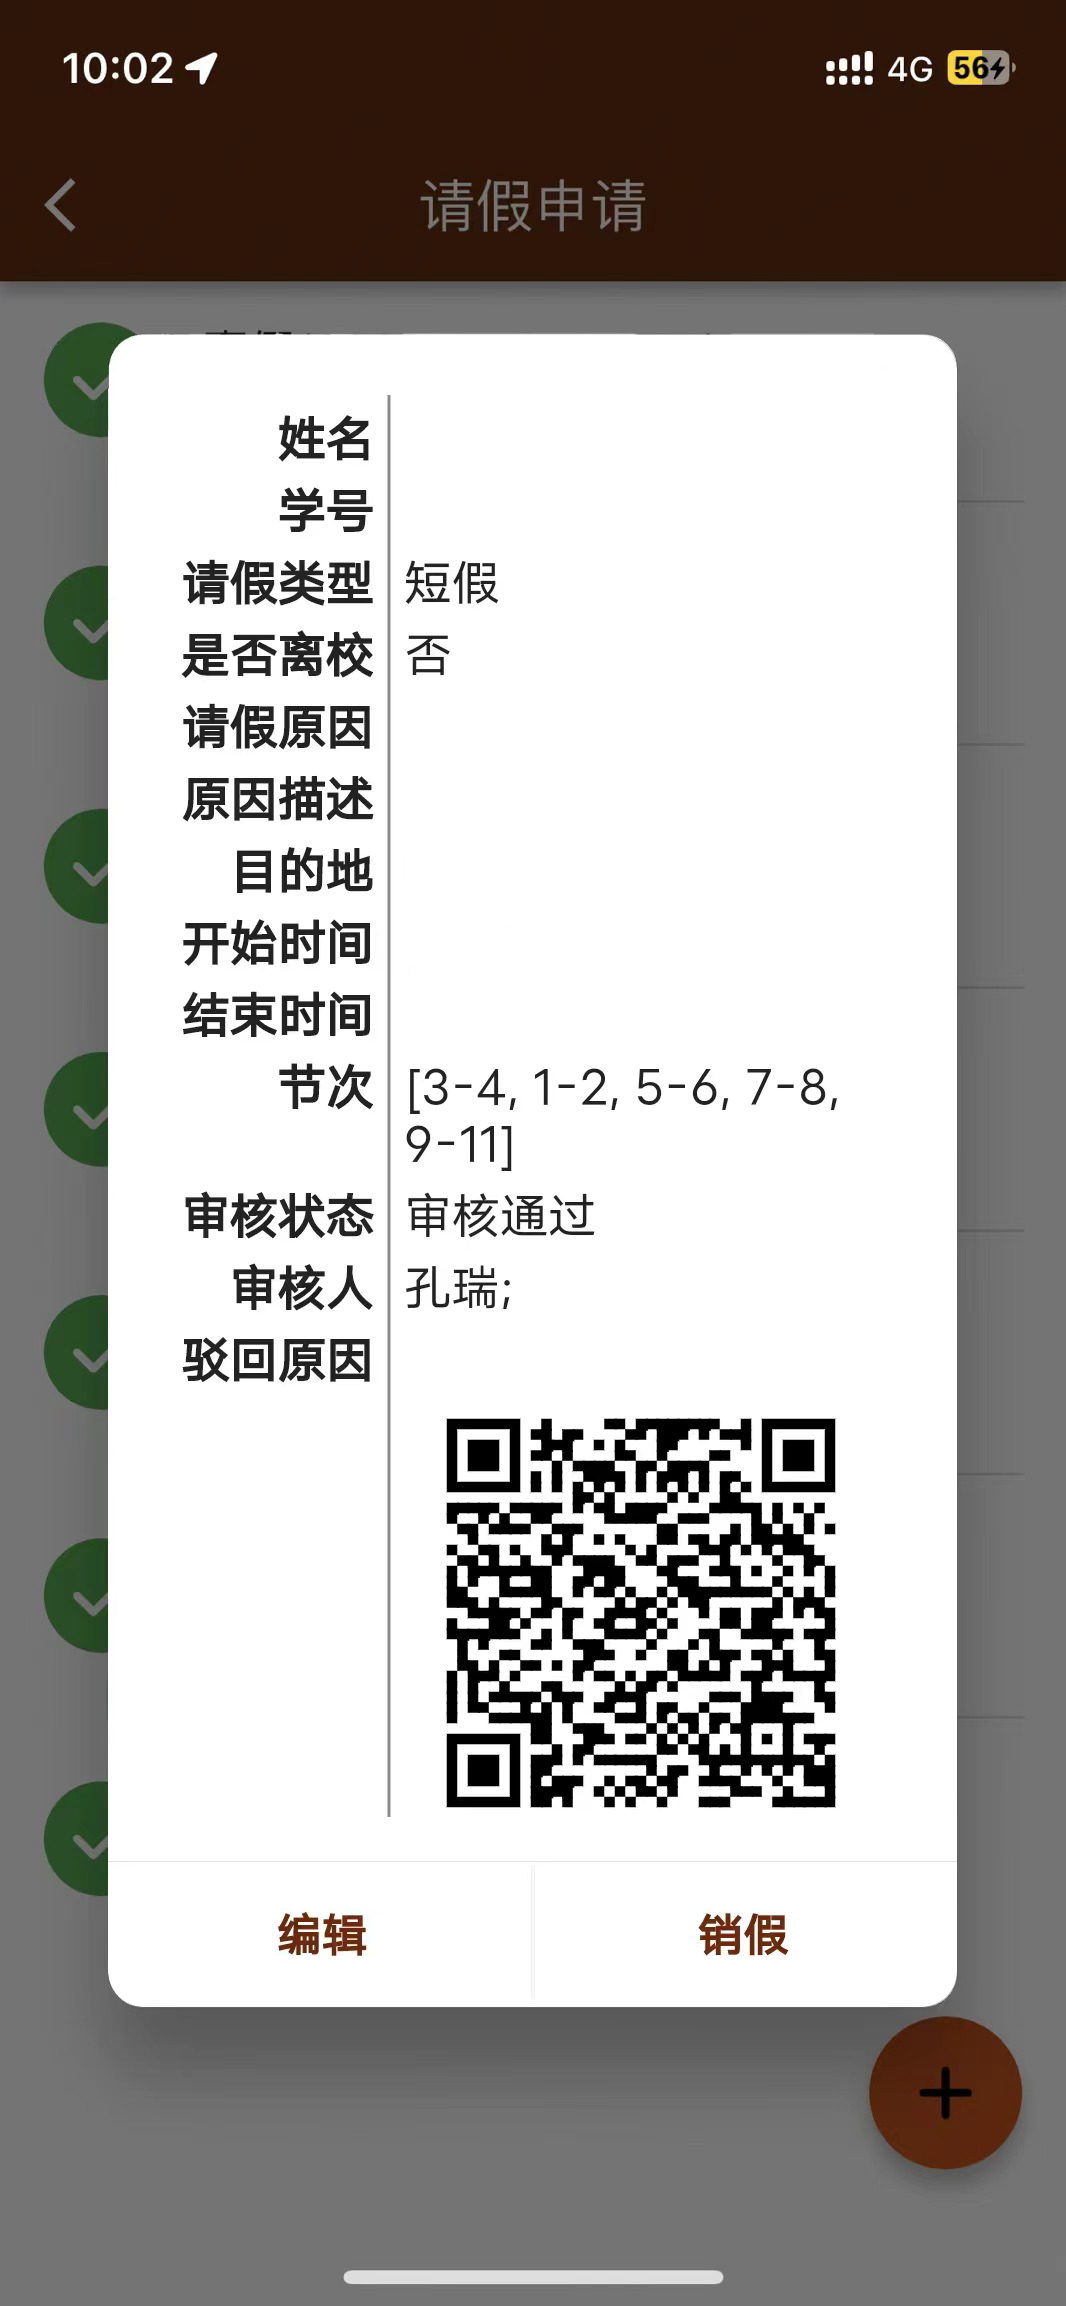 10:02
4G 56
请假申请
姓名
学号
请假类型 短假
是否离校 否
请假原因
原因描述
目的地
开始时间
结束时间
节次 [3-4, 1-2, 5-6, 7-8,
9-11]
审核状态 审核通过
审核人 孔瑞;
驳回原因
编辑 销假